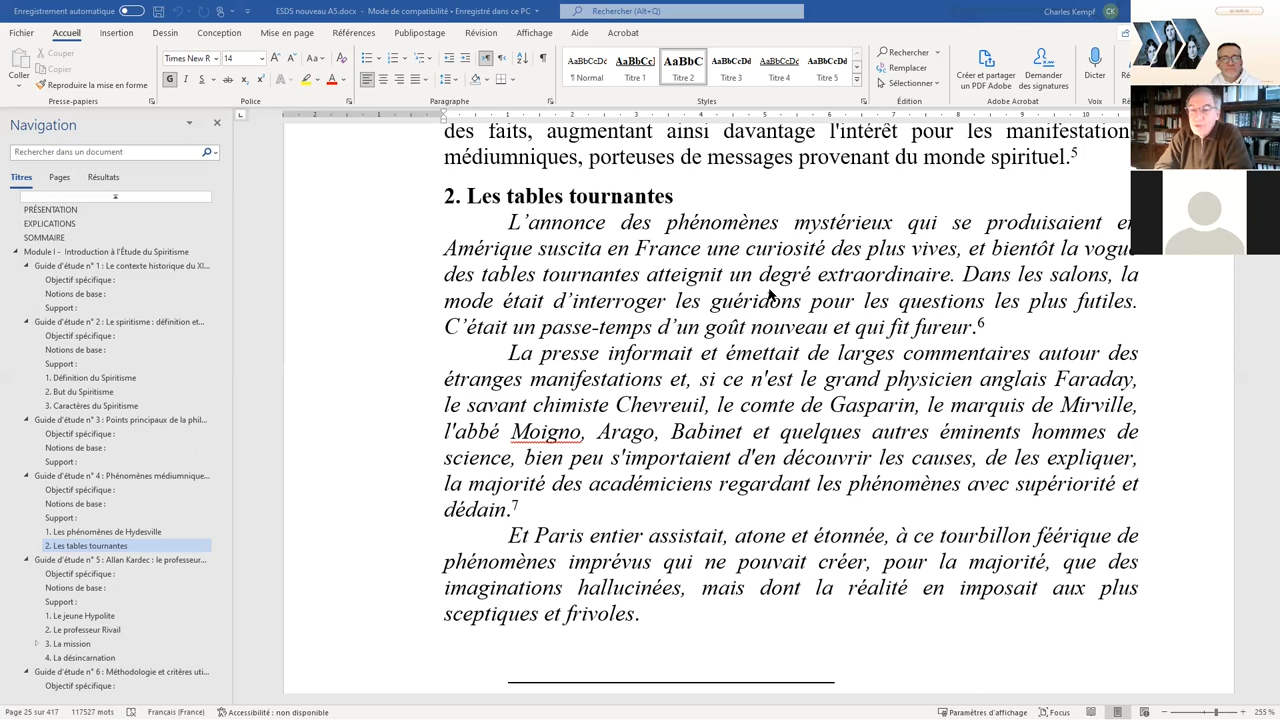 Enregistrement automatique
ESDS nouveau A5.docx - Mode de compatibilité • Enregistré dans ce PC
Rechercher (Alt+Q)
Charles Kempf
CK
Fichier Accueil Insertion Dessin Conception Mise en page Références Publipostage Révision Affichage Aide Acrobat
Coller
Couper
Copier
Reproduire la mise en forme
Presse-papiers
Times New R 14
G I S
Police
Paragraphe
AaBbCcDc AaBbCc AaBbC AaBbCcDd AaBbCcDd AaBbCcDd
¶ Normal Titre 1 Titre 2 Titre 3 Titre 4 Titre 5
Styles
Rechercher
Remplacer
Sélectionner
Édition
Créer et partager
un PDF Adobe
Demander
des signatures
Adobe Acrobat
Dicter
Voix
Navigation
Rechercher dans un document
Titres Pages Résultats
PRÉSENTATION
EXPLICATIONS
SOMMAIRE
Module I - Introduction à l'Étude du Spiritisme
Guide d'étude n° 1 : Le contexte historique du XI...
Objectif spécifique :
Notions de base :
Support :
Guide d'étude n° 2 : Le spiritisme : définition et...
Objectif spécifique :
Notions de base :
Support :
1. Définition du Spiritisme
2. But du Spiritisme
3. Caractères du Spiritisme
Guide d'étude n° 3 : Points principaux de la phil...
Objectif spécifique :
Notions de base :
Support :
Guide d'étude n° 4 : Phénomènes médiumnique...
Objectif spécifique :
Notions de base :
Support :
1. Les phénomènes de Hydesville
2. Les tables tournantes
Guide d'étude n° 5 : Allan Kardec : le professeur...
Objectif spécifique :
Notions de base :
Support :
1. Le jeune Hypolite
2. Le professeur Rivail
3. La mission
4. La désincarnation
Guide d'étude n° 6 : Méthodologie et critères uti...
Objectif spécifique :
des faits, augmentant ainsi davantage l'intérêt pour les manifestation
médiumniques, porteuses de messages provenant du monde spirituel.5
2. Les tables tournantes
L'annonce des phénomènes mystérieux qui se produisaient en
Amérique suscita en France une curiosité des plus vives, et bientôt la vogue
des tables tournantes atteignit un degré extraordinaire. Dans les salons, la
mode était d'interroger les guéridons pour les questions les plus futiles.
C'était un passe-temps d'un goût nouveau et qui fit fureur.6
La presse informait et émettait de larges commentaires autour des
étranges manifestations et, si ce n'est le grand physicien anglais Faraday,
le savant chimiste Chevreuil, le comte de Gasparin, le marquis de Mirville,
l'abbé Moigno, Arago, Babinet et quelques autres éminents hommes de
science, bien peu s'importaient d'en découvrir les causes, de les expliquer,
la majorité des académiciens regardant les phénomènes avec supériorité et
dédain.7
Et Paris entier assistait, atone et étonnée, à ce tourbillon féérique de
phénomènes imprévus qui ne pouvait créer, pour la majorité, que des
imaginations hallucinées, mais dont la réalité en imposait aux plus
sceptiques et frivoles.
Page 25 sur 417 117527 mots Français (France) Accessibilité : non disponible
Paramètres d'affichage Focus 255 %